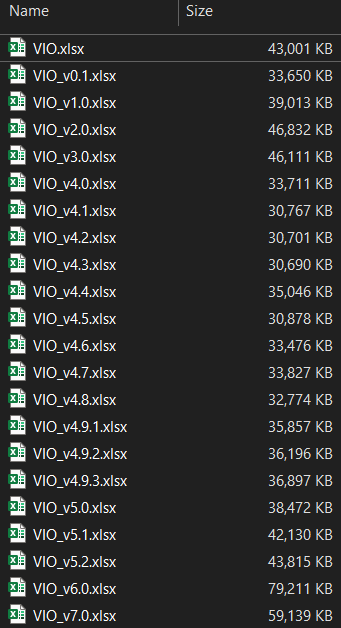 Name Size
VIO.xlsx 43,001 KB
VIO_v0.1.xlsx 33,650 KB
VIO_v1.0.xlsx 39,013 KB
VIO_v2.0.xlsx 46,832 KB
VIO_v3.0.xlsx 46,111 KB
VIO_v4.0.xlsx 33,711 KB
VIO_v4.1.xlsx 30,767 KB
VIO_v4.2.xlsx 30,701 KB
VIO_v4.3.xlsx 30,690 KB
VIO_v4.4.xlsx 35,046 KB
VIO_v4.5.xlsx 30,878 KB
VIO_v4.6.xlsx 33,476 KB
VIO_v4.7.xlsx 33,827 KB
VIO_v4.8.xlsx 32,774 KB
VIO_v4.9.1.xlsx 35,857 KB
VIO_v4.9.2.xlsx 36,196 KB
VIO_v4.9.3.xlsx 36,897 KB
VIO_v5.0.xlsx 38,472 KB
VIO_v5.1.xlsx 42,130 KB
VIO_v5.2.xlsx 43,815 KB
VIO_v6.0.xlsx 79,211 KB
VIO_v7.0.xlsx 59,139 KB